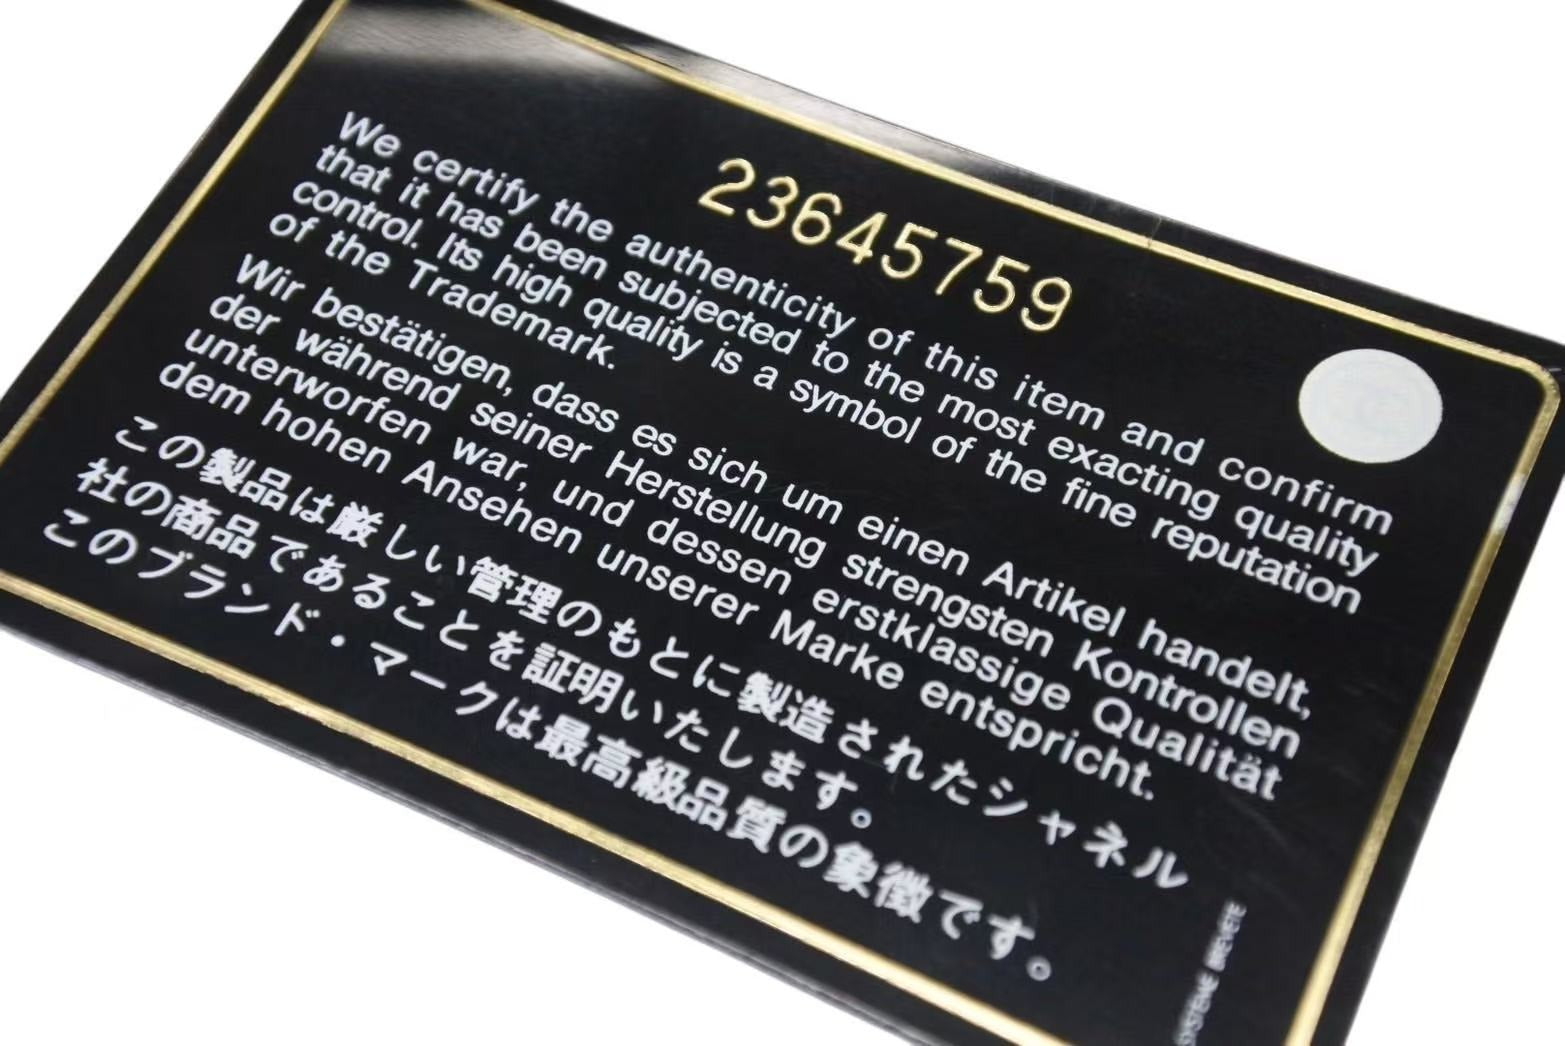 23645759
We certify the authenticity of this item and confirm
that it has been subjected to the most exacting quality
control. Its high quality is a symbol of the fine reputation
of the Trademark.
Wir bestätigen, dass es sich um einen Artikel handelt,
der während seiner Herstellung strengsten Kontrollen
unterworfen war, und dessen erstklassige Qualität
dem hohen Ansehen unserer Marke entspricht.
この製品は厳しい管理のもとに製造されたシャネル
社の商品であることを証明いたします。
このブランド・マークは最高級品質の象徴です。
SYSTEME BREVETE